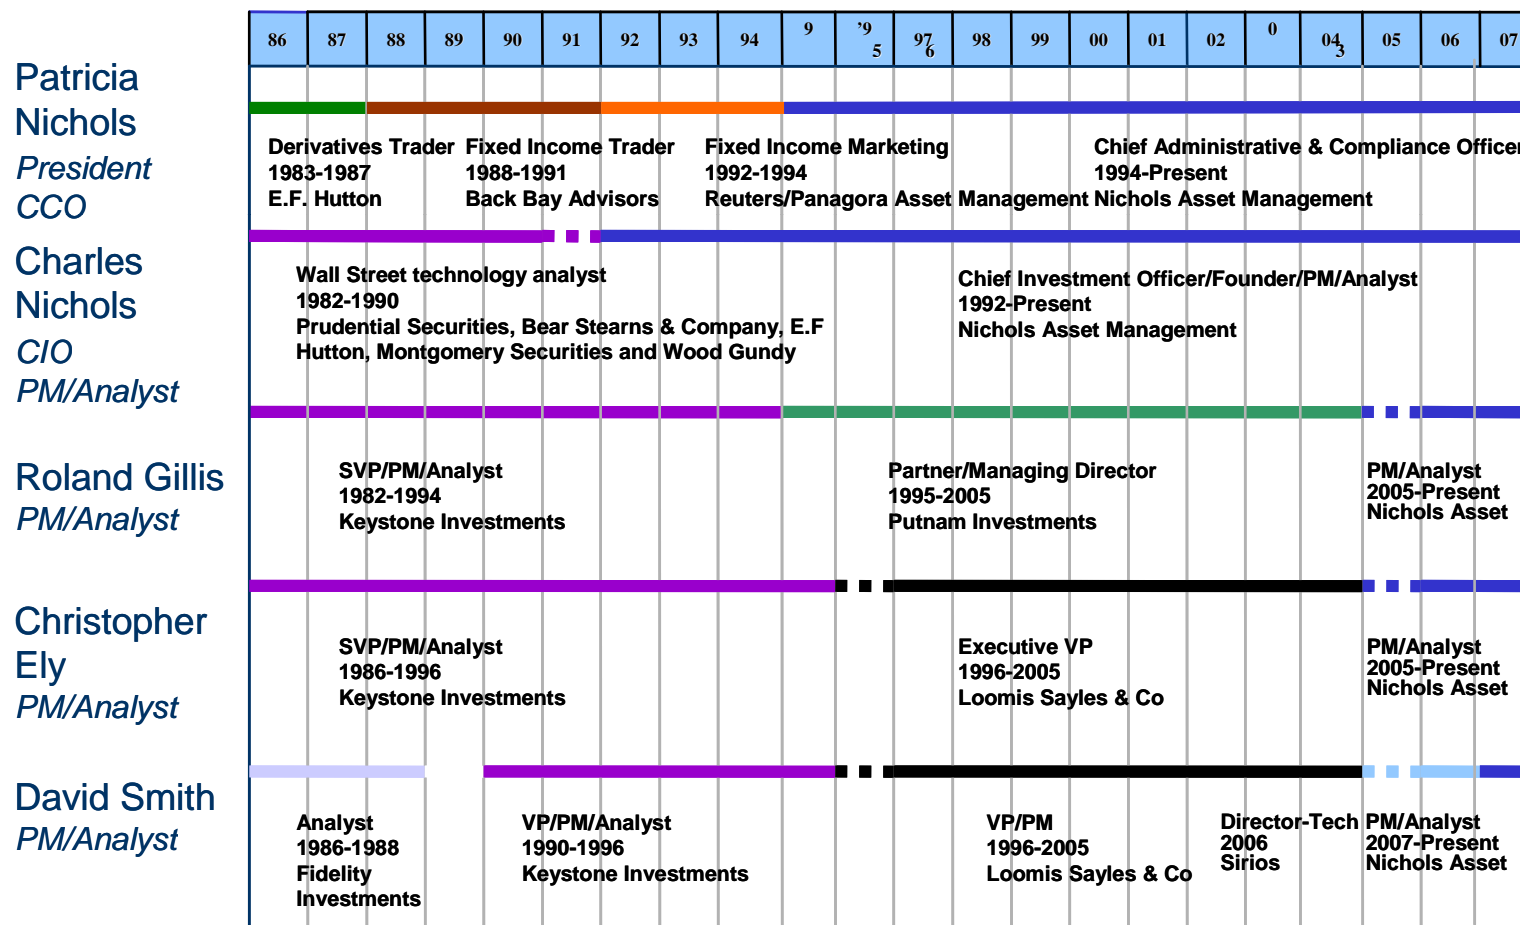 86 87 88 89 90 91 92 93 94 9 ’9 5 97 6 98 99 00 01 02 0 04 3 05 06 07
Patricia
Nichols
President
CCO
Derivatives Trader Fixed Income Trader Fixed Income Marketing Chief Administrative & Compliance Officer
1983-1987 1988-1991 1992-1994 1994-Present
E.F. Hutton Back Bay Advisors Reuters/Panagora Asset Management Nichols Asset Management
Charles
Nichols
CIO
PM/Analyst
Wall Street technology analyst
1982-1990
Prudential Securities, Bear Stearns & Company, E.F
Hutton, Montgomery Securities and Wood Gundy
Chief Investment Officer/Founder/PM/Analyst
1992-Present
Nichols Asset Management
Roland Gillis
PM/Analyst
SVP/PM/Analyst
1982-1994
Keystone Investments
Partner/Managing Director
1995-2005
Putnam Investments
PM/Analyst
2005-Present
Nichols Asset
Christopher
Ely
PM/Analyst
SVP/PM/Analyst
1986-1996
Keystone Investments
Executive VP
1996-2005
Loomis Sayles & Co
PM/Analyst
2005-Present
Nichols Asset
David Smith
PM/Analyst
Analyst
1986-1988
Fidelity
Investments
VP/PM/Analyst
1990-1996
Keystone Investments
VP/PM
1996-2005
Loomis Sayles & Co
Director-Tech
2006
Sirios
PM/Analyst
2007-Present
Nichols Asset